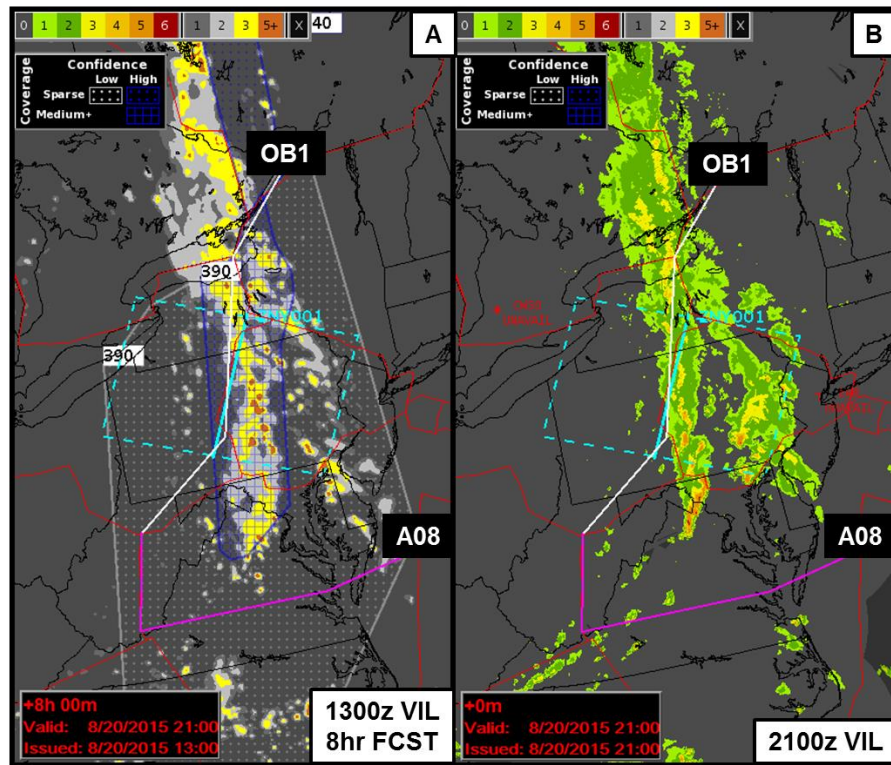 0 1 2 3 4 5 6 1 2 3 5+ X
40
A
Confidence
Low High
Coverage
Sparse
Medium+
OB1
390
ZNY001
390
A08
+8h 00m
Valid: 8/20/2015 21:00
Issued: 8/20/2015 13:00
1300z VIL
8hr FCST
0 1 2 3 4 5 6 1 2 3 5+ X
B
Confidence
Low High
Coverage
Sparse
Medium+
OB1
ZNY001
A08
+0m
Valid: 8/20/2015 21:00
Issued: 8/20/2015 21:00
2100z VIL